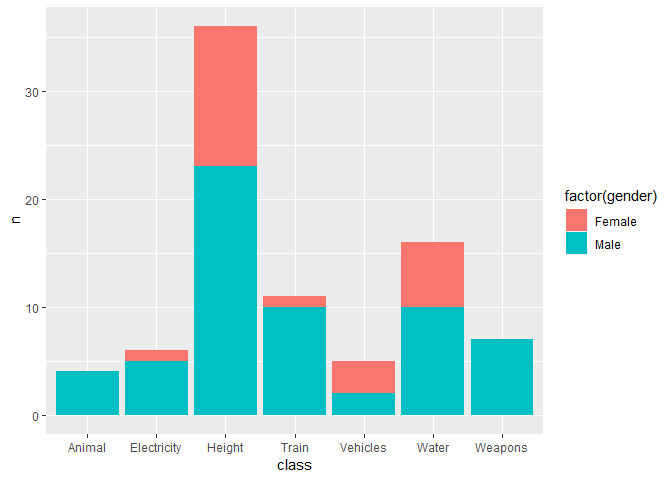 30
20
10
0
n
Animal Electricity Height Train Vehicles Water Weapons
class
factor(gender)
Female
Male